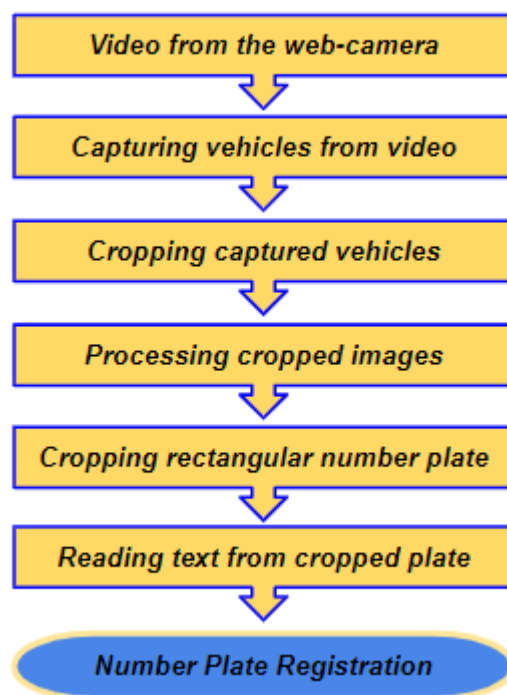 Video from the web-camera
Capturing vehicles from video
Cropping captured vehicles
Processing cropped images
Cropping rectangular number plate
Reading text from cropped plate
Number Plate Registration